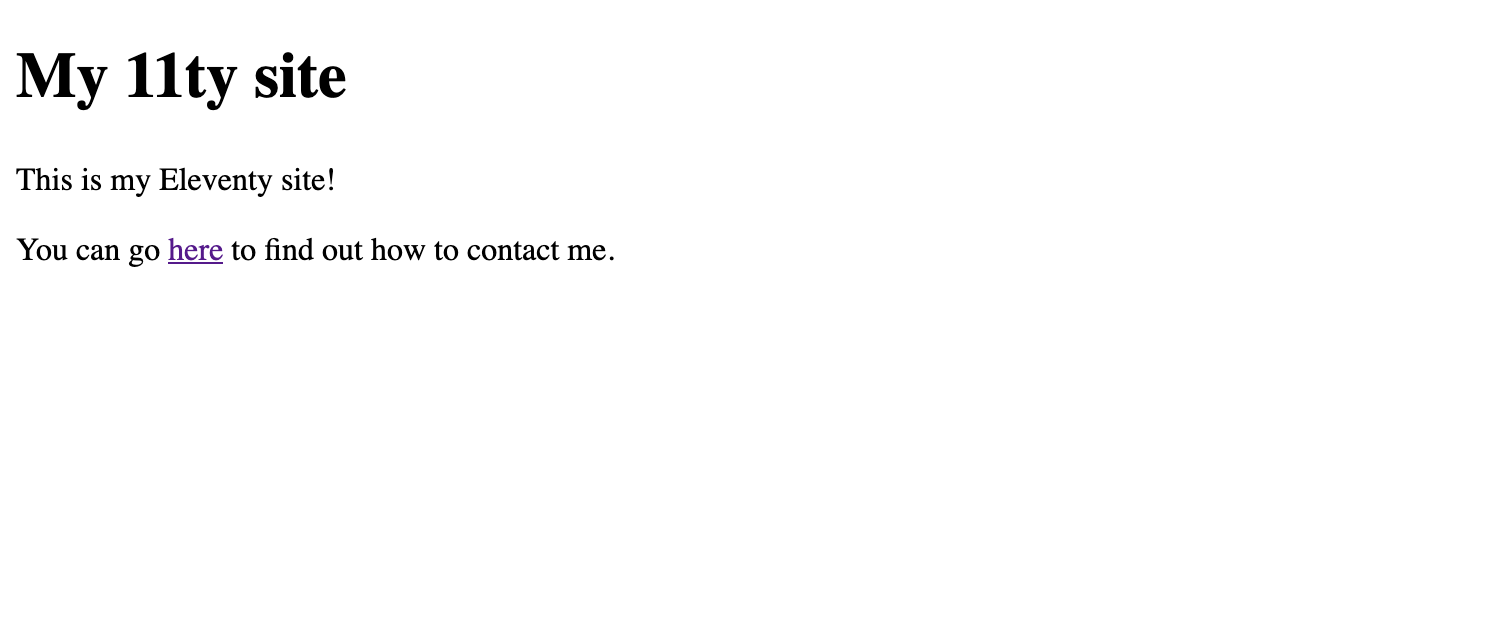 My 11ty site
This is my Eleventy site!
You can go here to find out how to contact me.